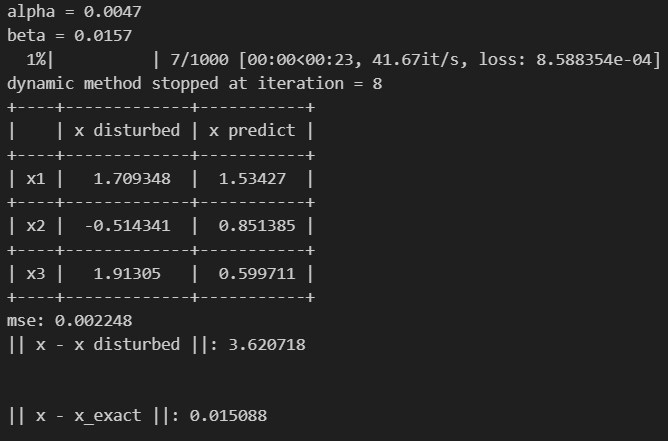 alpha = 0.0047
beta = 0.0157
  1%|          | 7/1000 [00:00<00:23, 41.67it/s, loss: 8.588354e-04]
dynamic method stopped at iteration = 8
+----+-------------+-----------+
|    | x disturbed | x predict |
+----+-------------+-----------+
| x1 |   1.709348  |  1.53427  |
+----+-------------+-----------+
| x2 |  -0.514341  |  0.851385 |
+----+-------------+-----------+
| x3 |   1.91305   |  0.599711 |
+----+-------------+-----------+
mse: 0.002248
|| x - x disturbed ||: 3.620718
|| x - x_exact ||: 0.015088